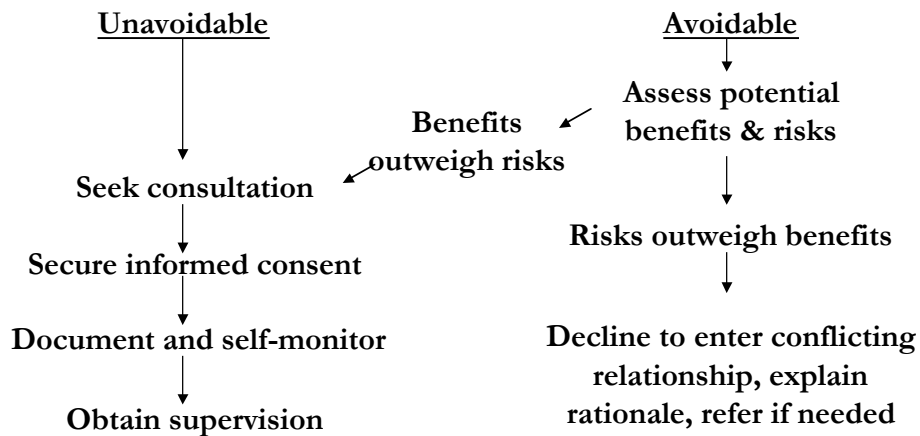 Unavoidable
Avoidable
Assess potential
benefits & risks
Benefits
outweigh risks
Seek consultation
Risks outweigh benefits
Secure informed consent
Document and self-monitor
Decline to enter conflicting
relationship, explain
rationale, refer if needed
Obtain supervision